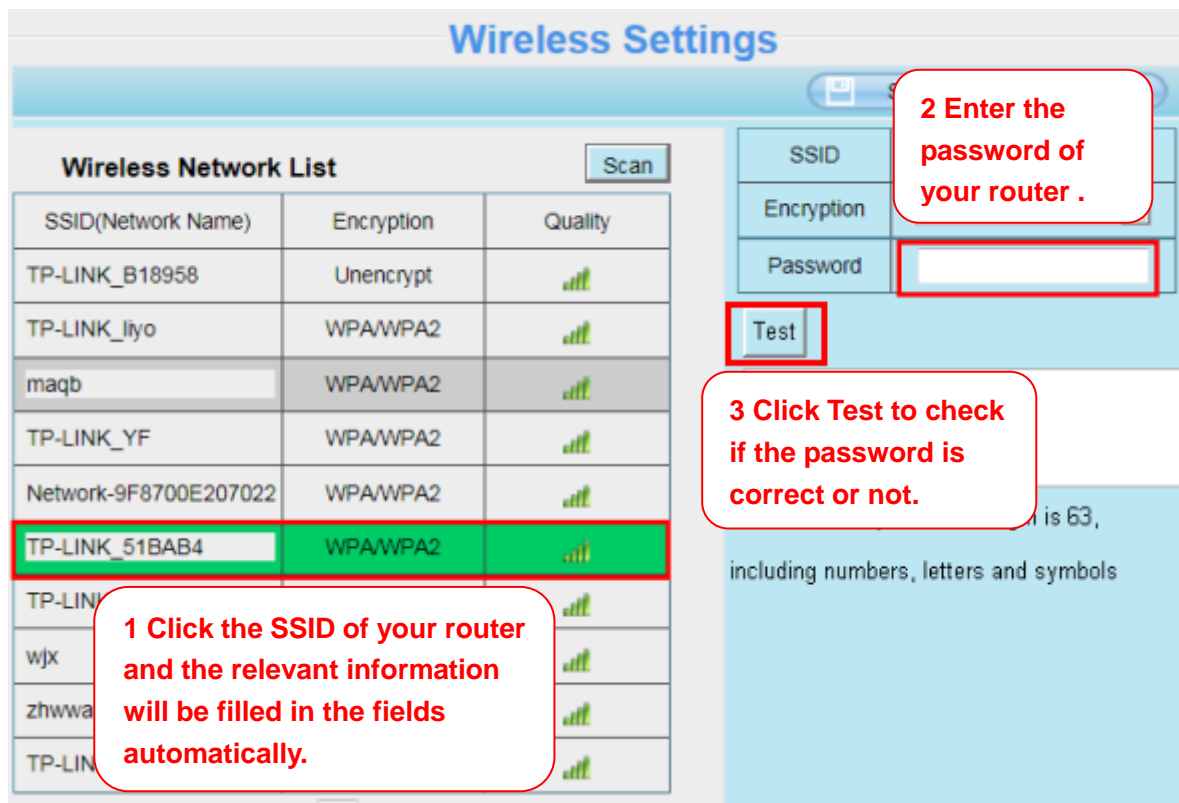 Wireless Settings
Wireless Network List
Scan
SSID(Network Name) Encryption Quality
TP-LINK_B18958 Unencrypt
TP-LINK_liyo WPA/WPA2
maqb WPA/WPA2
TP-LINK_YF WPA/WPA2
Network-9F8700E207022 WPA/WPA2
TP-LINK_51BAB4 WPA/WPA2
1 Click the SSID of your router
and the relevant information
will be filled in the fields
automatically.
wjx
SSID
Encryption
Password
2 Enter the
password of
your router .
Test
3 Click Test to check
if the password is
correct or not.
is 63,
including numbers, letters and symbols